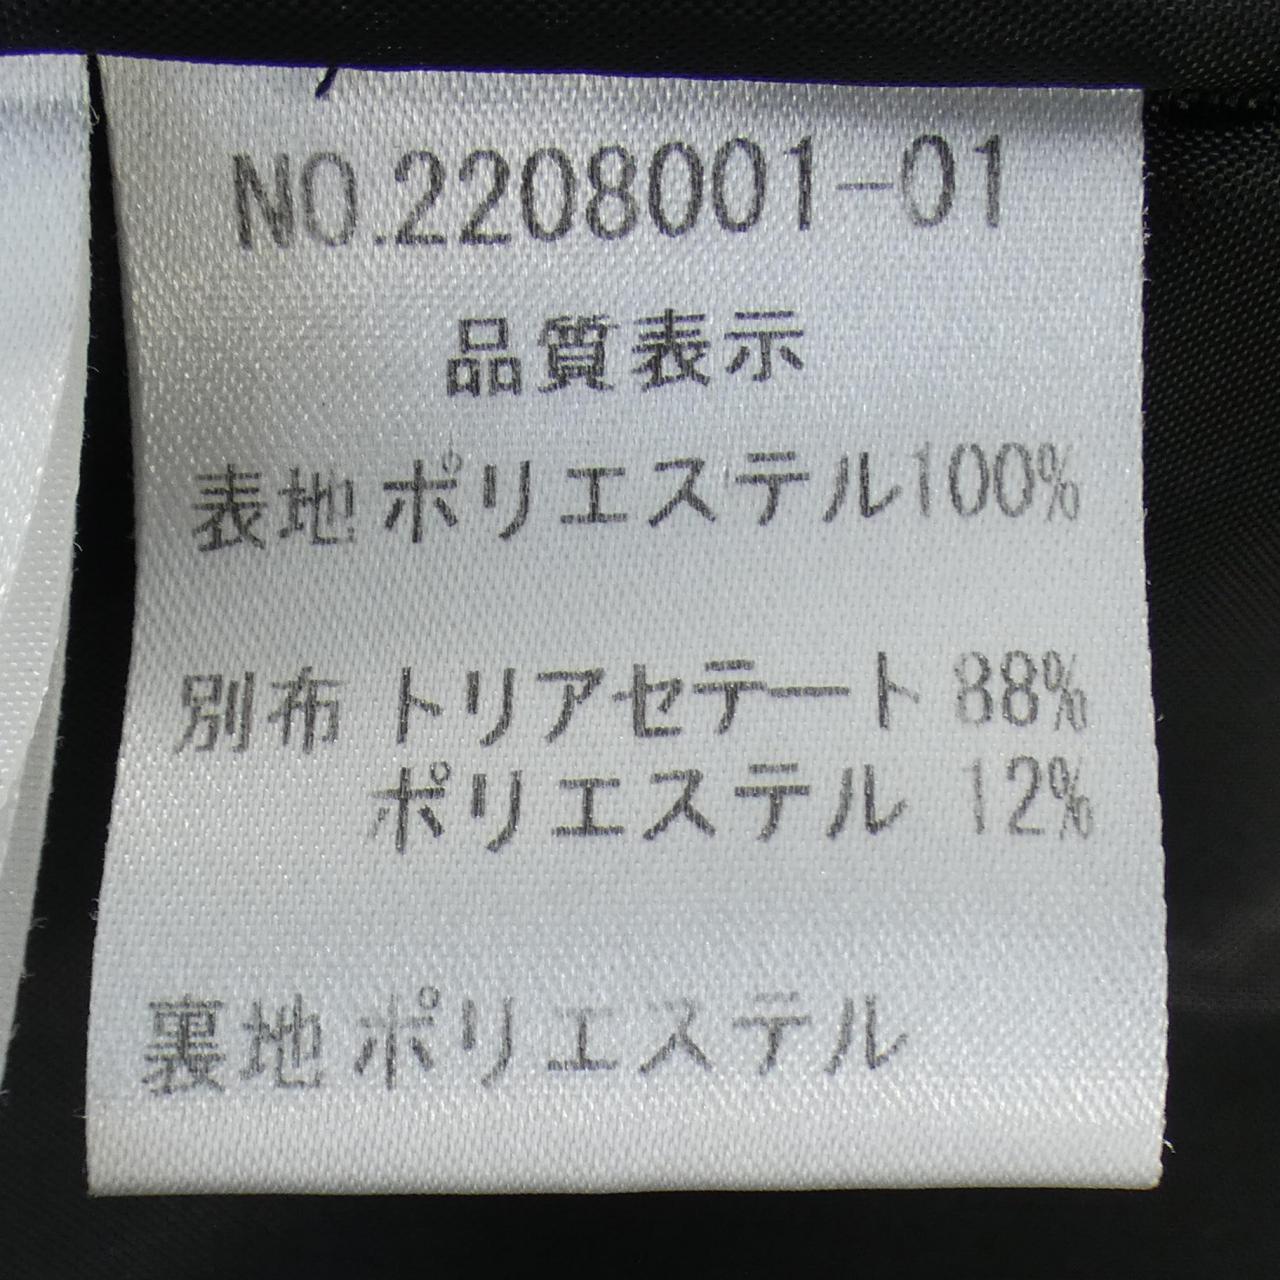 NO.2208001-01
品質表示
表地 ポリエステル100%
別布 トリアセテート 88%
ポリエステル 12%
裏地 ポリエステル